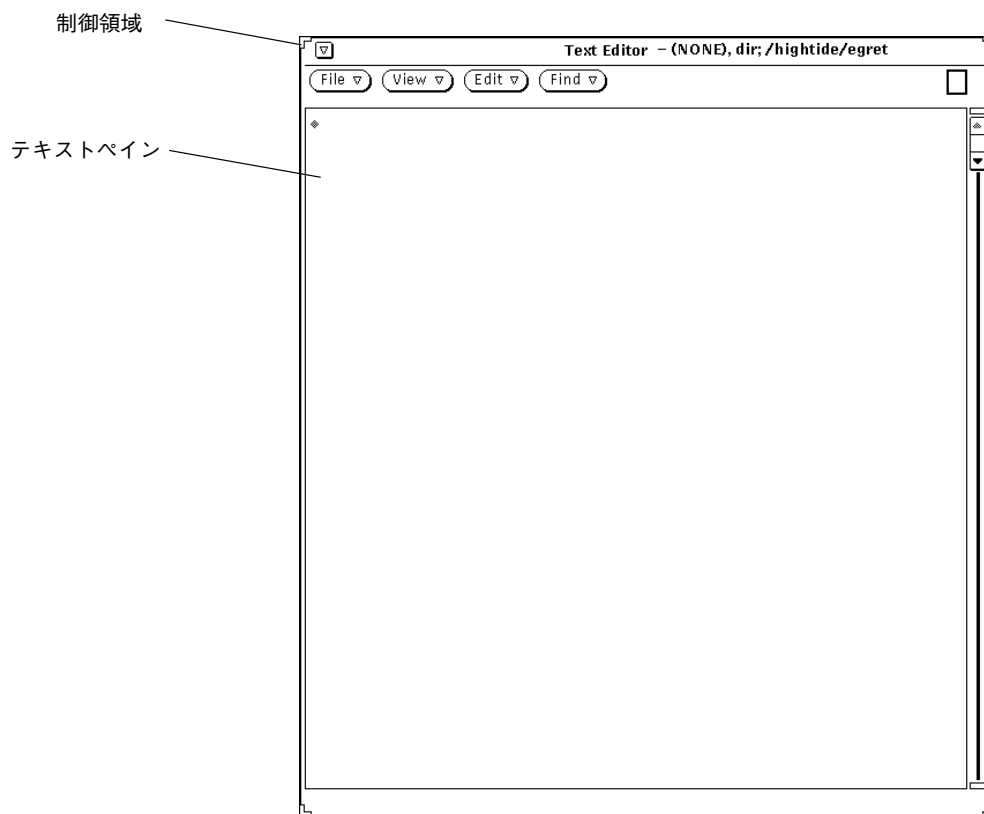 制御領域
Text Editor – (NONE), dir; /hightide/egret
File View Edit Find
テキストペイン